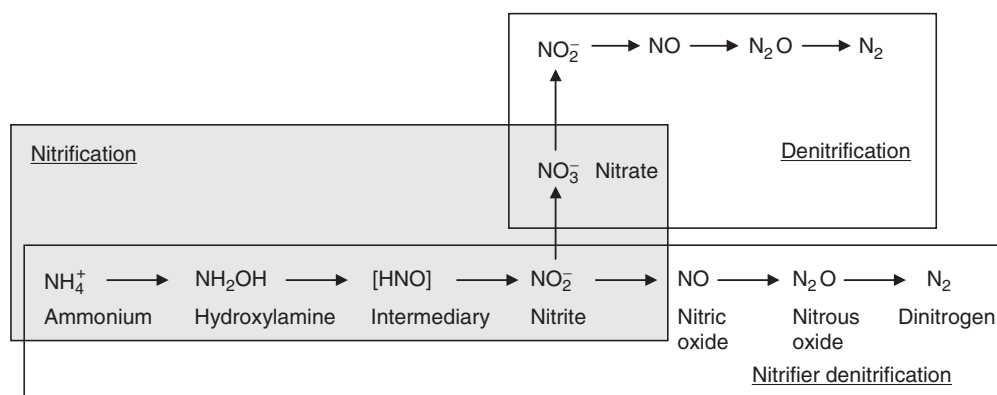 NO₂⁻ → NO → N₂O → N₂
Nitrification
Denitrification
NO₃⁻ Nitrate
NH₄⁺ → NH₂OH → [HNO] → NO₂⁻ → NO → N₂O → N₂
Ammonium Hydroxylamine Intermediary Nitrite Nitric oxide Nitrous oxide Dinitrogen
Nitrifier denitrification